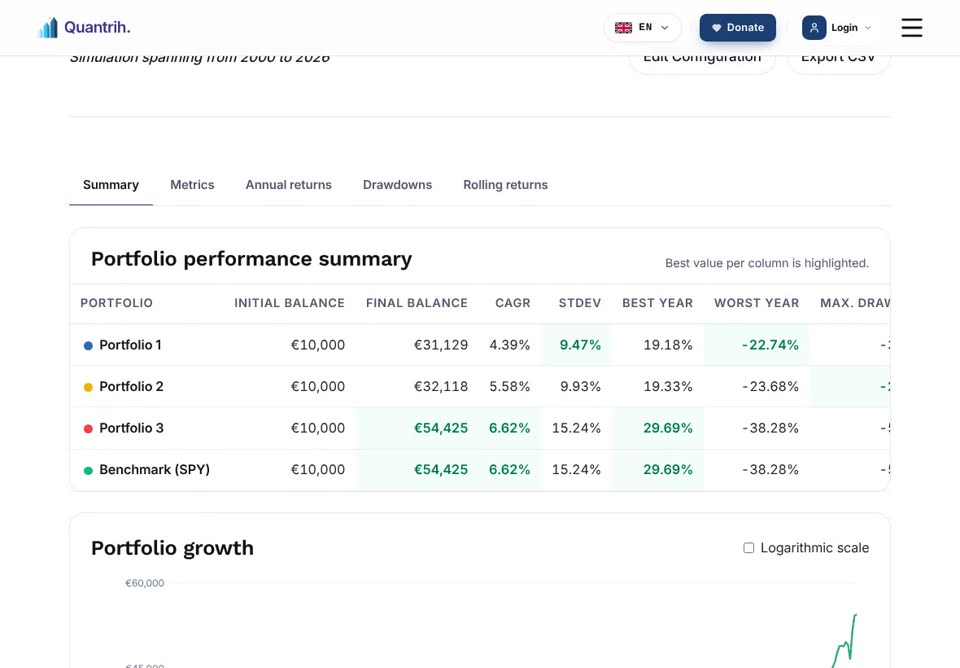 Quantrih.
EN
Donate
Login
Simulation spanning from 2000 to 2026
Edit Configuration
Export CSV
Summary
Metrics
Annual returns
Drawdowns
Rolling returns
Portfolio performance summary
Best value per column is highlighted.
PORTFOLIO INITIAL BALANCE FINAL BALANCE CAGR STDEV BEST YEAR WORST YEAR MAX. DRAW
Portfolio 1 €10,000 €31,129 4.39% 9.47% 19.18% -22.74%
Portfolio 2 €10,000 €32,118 5.58% 9.93% 19.33% -23.68%
Portfolio 3 €10,000 €54,425 6.62% 15.24% 29.69% -38.28%
Benchmark (SPY) €10,000 €54,425 6.62% 15.24% 29.69% -38.28%
Portfolio growth
Logarithmic scale
€60,000
€45,000